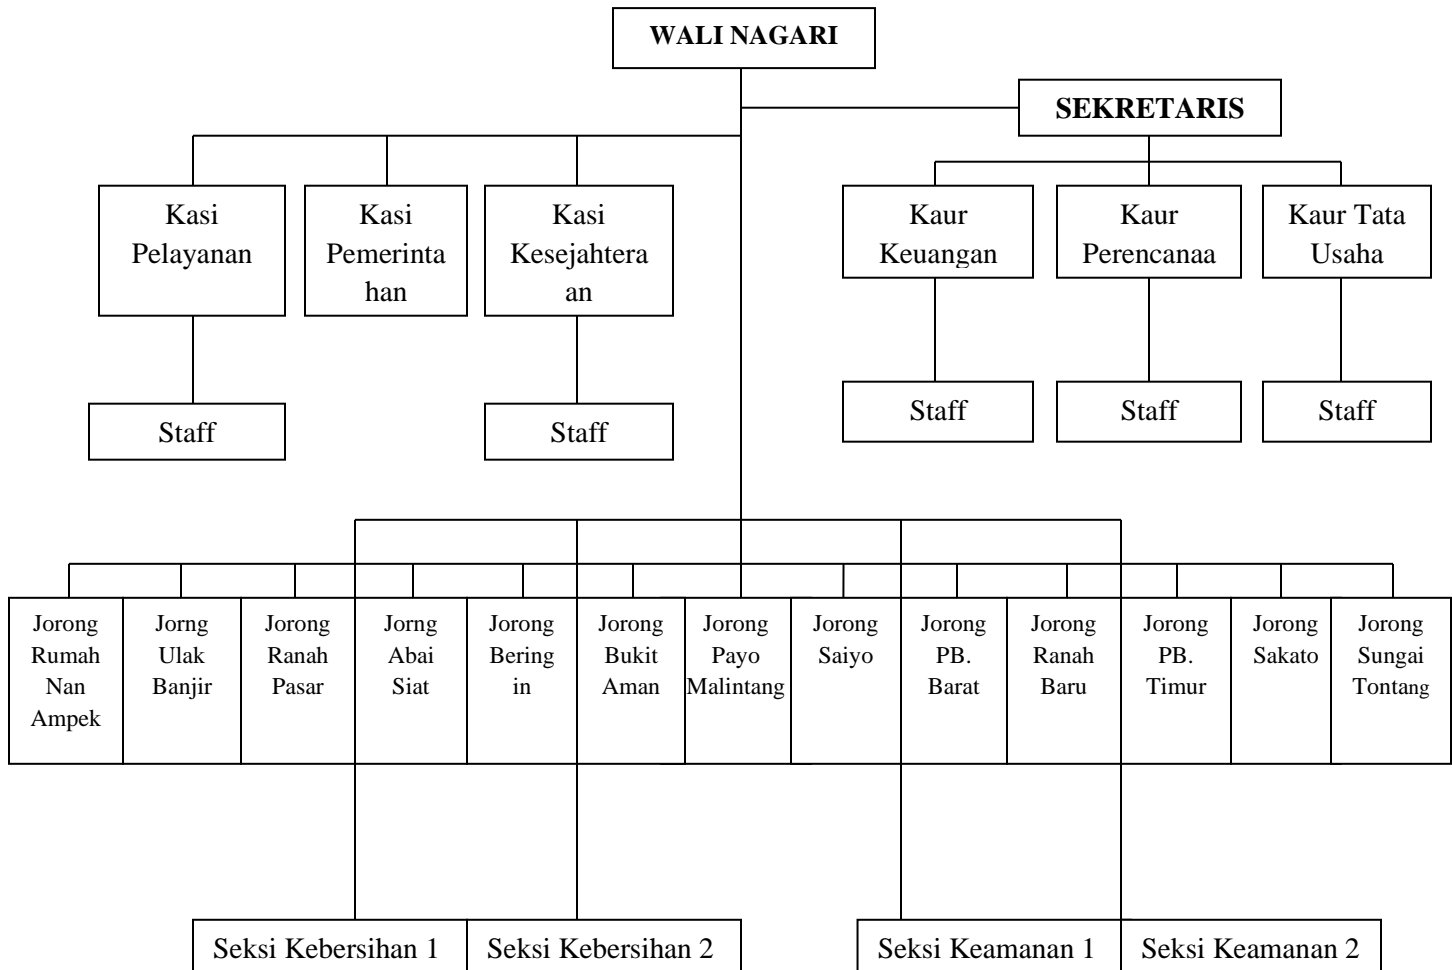 WALI NAGARI
SEKRETARIS
Kasi
Pelayanan
Kasi
Pemerinta
han
Kasi
Kesejahtera
an
Kaur
Keuangan
Kaur
Perencanaa
Kaur Tata
Usaha
Staff
Staff
Staff
Staff
Staff
Jorong
Rumah
Nan
Ampek
Jorng
Ulak
Banjir
Jorong
Ranah
Pasar
Jorng
Abai
Siat
Jorong
Bering
in
Jorong
Bukit
Aman
Jorong
Payo
Malintang
Jorong
Saiyo
Jorong
PB.
Barat
Jorong
Ranah
Baru
Jorong
PB.
Timur
Jorong
Sakato
Jorong
Sungai
Tontang
Seksi Kebersihan 1
Seksi Kebersihan 2
Seksi Keamanan 1
Seksi Keamanan 2